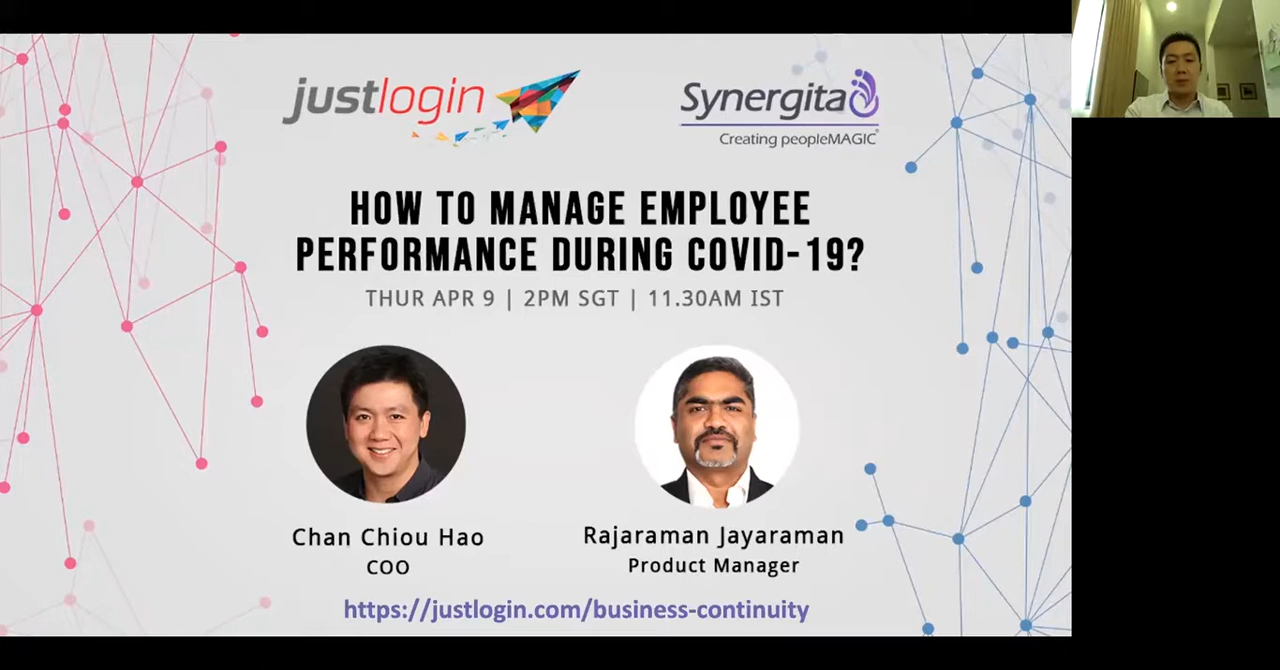 justlogin
Synergita
Creating peopleMAGIC
HOW TO MANAGE EMPLOYEE
PERFORMANCE DURING COVID-19?
THUR APR 9 | 2PM SGT | 11.30AM IST
Chan Chiou Hao
COO
Rajaraman Jayaraman
Product Manager
https://justlogin.com/business-continuity